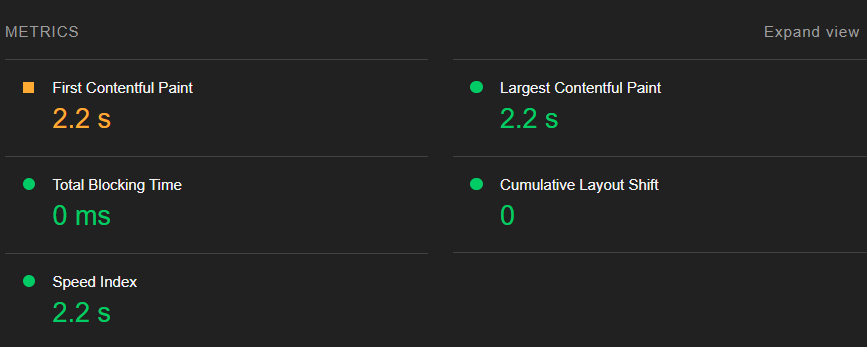 METRICS
Expand view
First Contentful Paint
2.2 s
Largest Contentful Paint
2.2 s
Total Blocking Time
0 ms
Cumulative Layout Shift
0
Speed Index
2.2 s